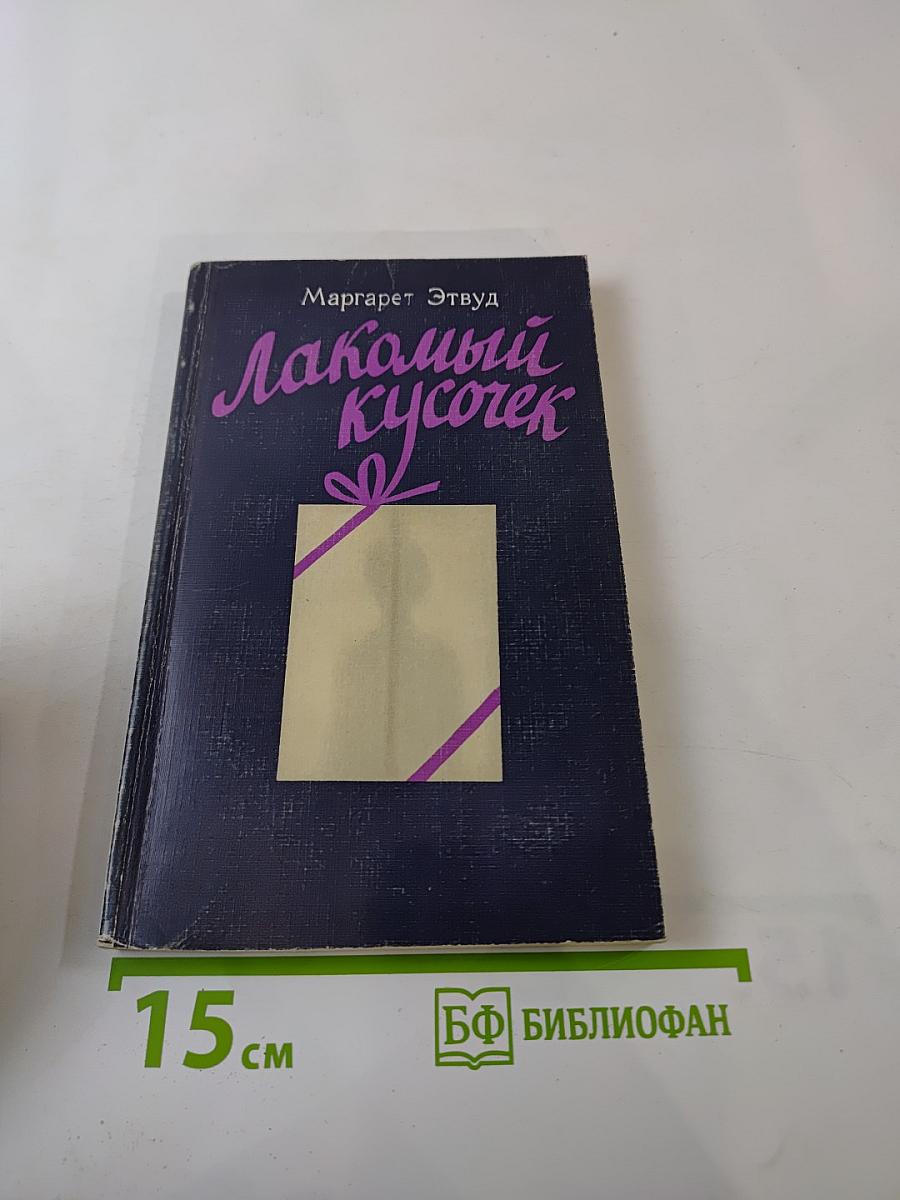 Маргарет Этвуд
Лакомый
кусочек
15 см
БФ БИБЛИОФАН